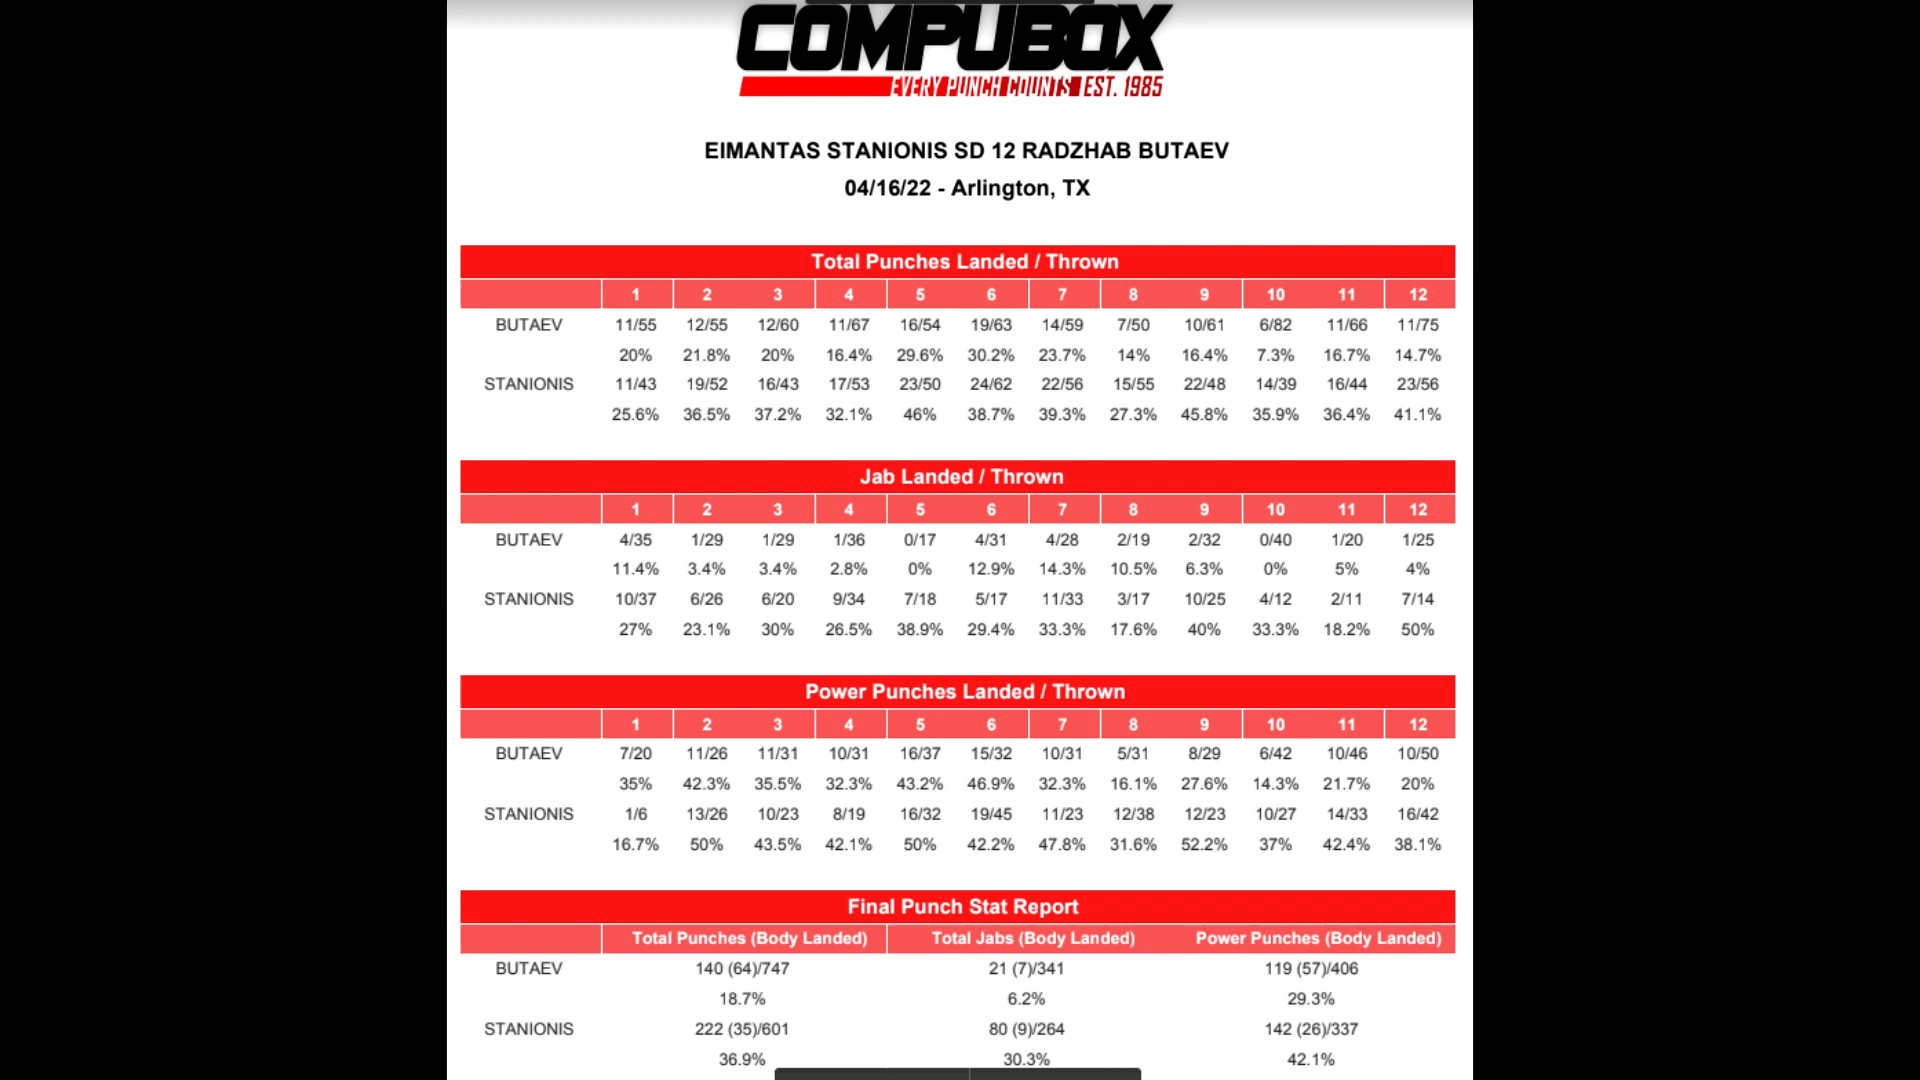 COMPUBOX
EVERY PUNCH COUNTS EST. 1985
EIMANTAS STANIONIS SD 12 RADZHAB BUTAEV
04/16/22 - Arlington, TX
Total Punches Landed / Thrown
1 2 3 4 5 6 7 8 9 10 11 12
BUTAEV 11/55 12/55 12/60 11/67 16/54 19/63 14/59 7/50 10/61 6/82 11/66 11/75
20% 21.8% 20% 16.4% 29.6% 30.2% 23.7% 14% 16.4% 7.3% 16.7% 14.7%
STANIONIS 11/43 19/52 16/43 17/53 23/50 24/62 22/56 15/55 22/48 14/39 16/44 23/56
25.6% 36.5% 37.2% 32.1% 46% 38.7% 39.3% 27.3% 45.8% 35.9% 36.4% 41.1%
Jab Landed / Thrown
1 2 3 4 5 6 7 8 9 10 11 12
BUTAEV 4/35 1/29 1/29 1/36 0/17 4/31 4/28 2/19 2/32 0/40 1/20 1/25
11.4% 3.4% 3.4% 2.8% 0% 12.9% 14.3% 10.5% 6.3% 0% 5% 4%
STANIONIS 10/37 6/26 6/20 9/34 7/18 5/17 11/33 3/17 10/25 4/12 2/11 7/14
27% 23.1% 30% 26.5% 38.9% 29.4% 33.3% 17.6% 40% 33.3% 18.2% 50%
Power Punches Landed / Thrown
1 2 3 4 5 6 7 8 9 10 11 12
BUTAEV 7/20 11/26 11/31 10/31 16/37 15/32 10/31 5/31 8/29 6/42 10/46 10/50
35% 42.3% 35.5% 32.3% 43.2% 46.9% 32.3% 16.1% 27.6% 14.3% 21.7% 20%
STANIONIS 1/6 13/26 10/23 8/19 16/32 19/45 11/23 12/38 12/23 10/27 14/33 16/42
16.7% 50% 43.5% 42.1% 50% 42.2% 47.8% 31.6% 52.2% 37% 42.4% 38.1%
Final Punch Stat Report
Total Punches (Body Landed) Total Jabs (Body Landed) Power Punches (Body Landed)
BUTAEV 140 (64)/747 21 (7)/341 119 (57)/406
18.7% 6.2% 29.3%
STANIONIS 222 (35)/601 80 (9)/264 142 (26)/337
36.9% 30.3% 42.1%